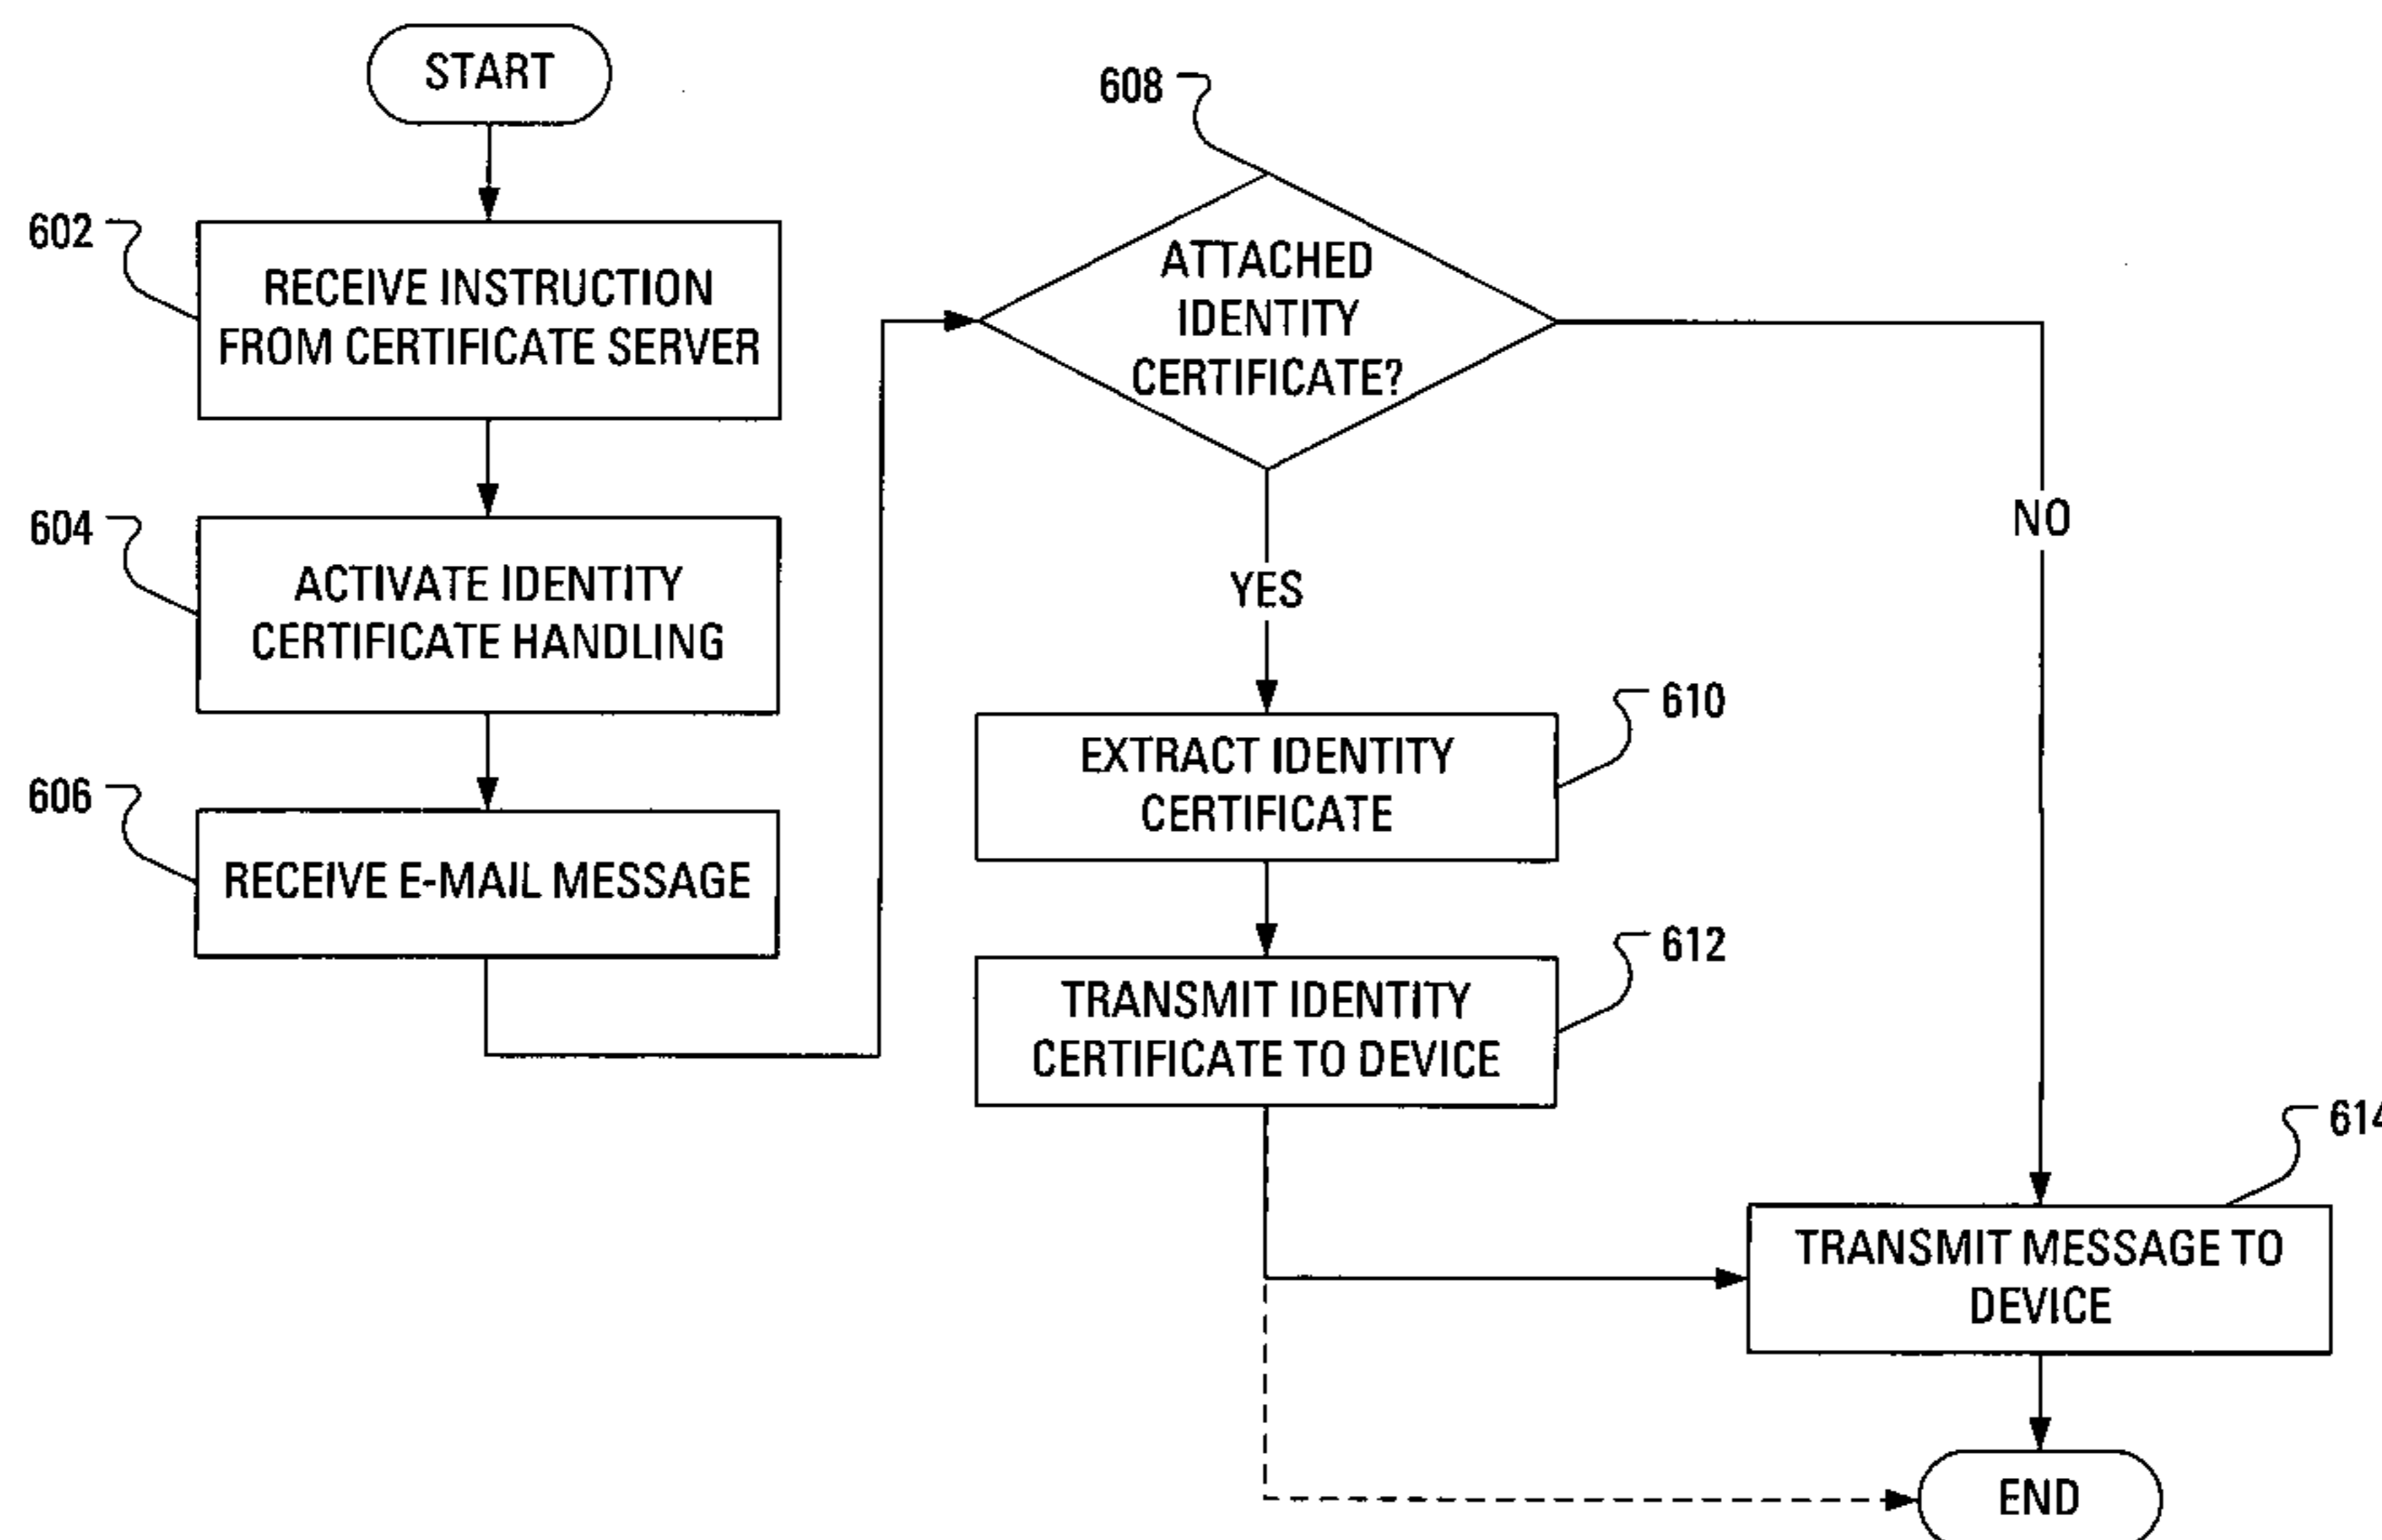 START
602
RECEIVE INSTRUCTION
FROM CERTIFICATE SERVER
604
ACTIVATE IDENTITY
CERTIFICATE HANDLING
606
RECEIVE E-MAIL MESSAGE
608
ATTACHED
IDENTITY
CERTIFICATE?
YES
NO
610
EXTRACT IDENTITY
CERTIFICATE
612
TRANSMIT IDENTITY
CERTIFICATE TO DEVICE
614
TRANSMIT MESSAGE TO
DEVICE
END